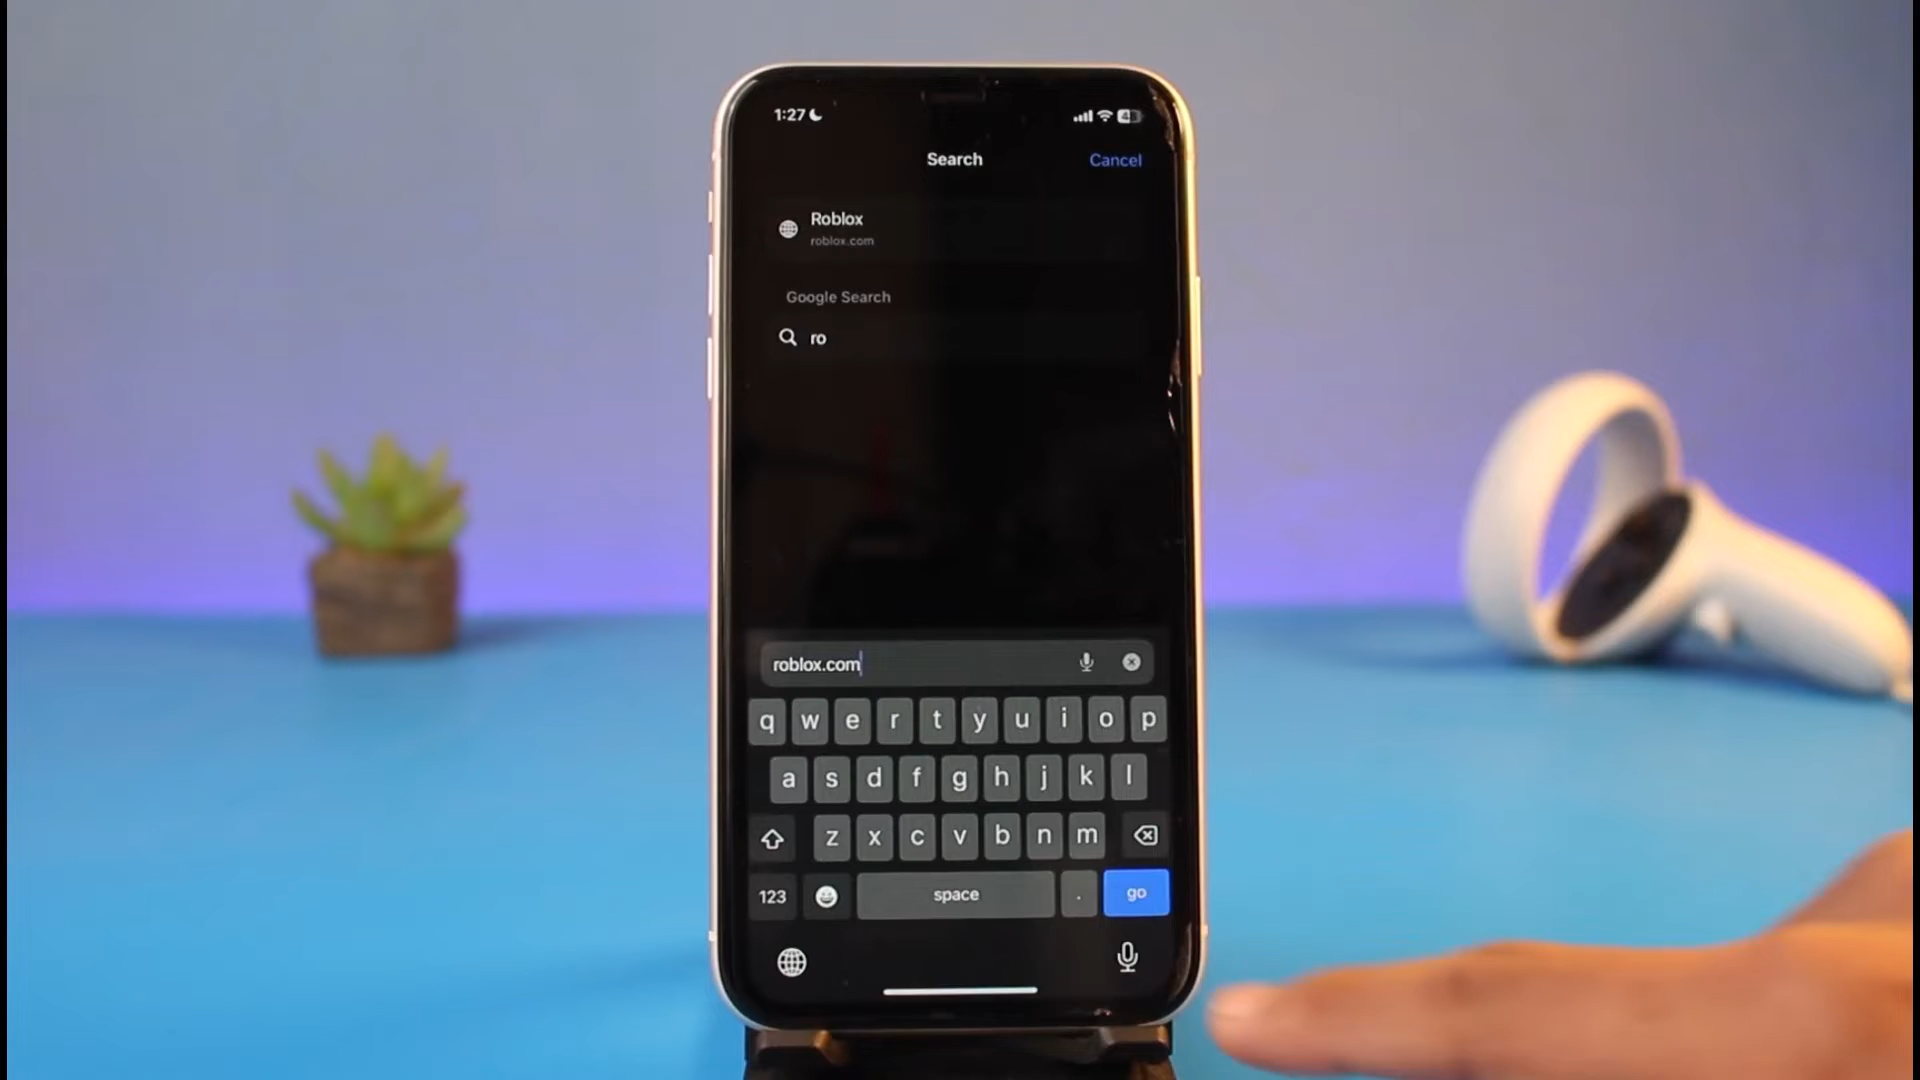 1:27
Search
Cancel
Roblox
roblox.com
Google Search
ro
roblox.com
q w e r t y u i o p
a s d f g h j k l
z x c v b n m
123
space
.
go